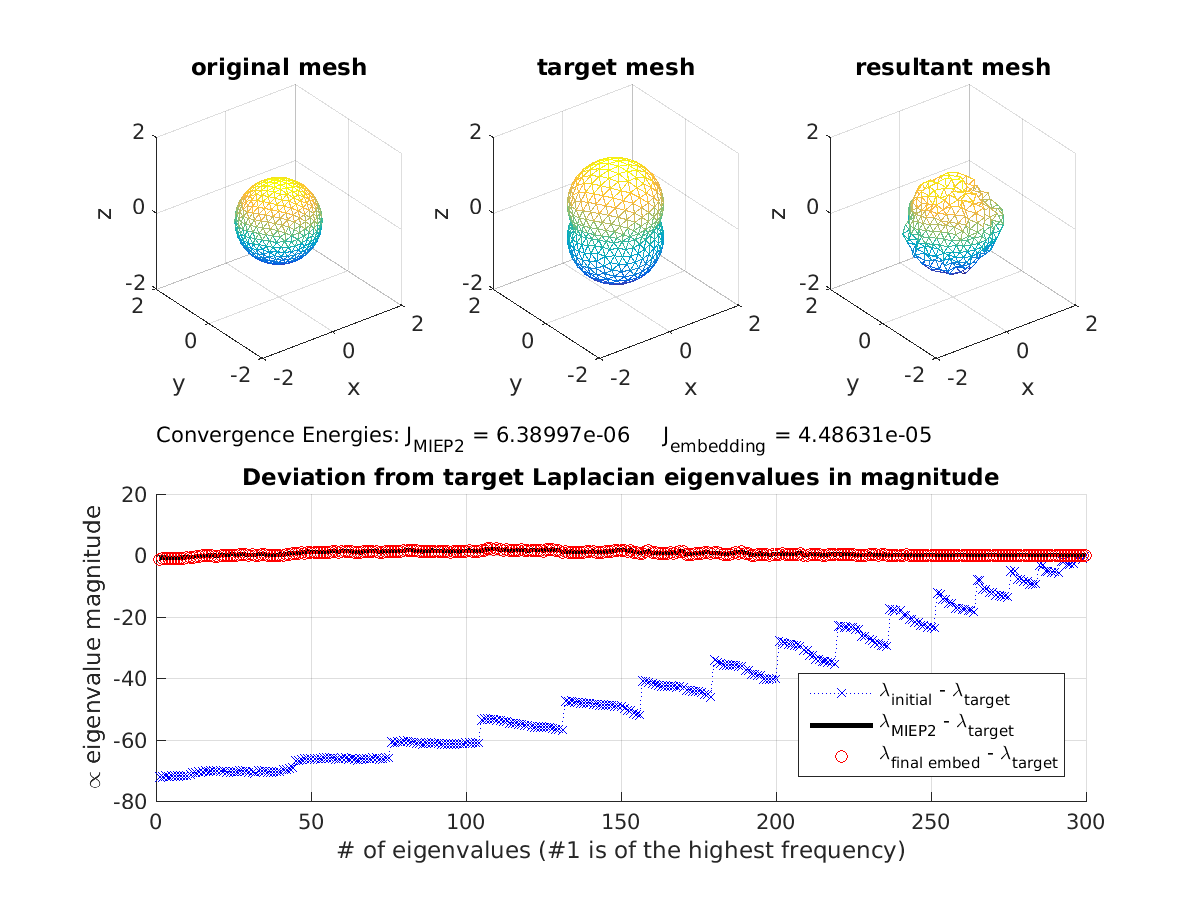 original mesh
target mesh
resultant mesh
2
0
-2
z
2
0
-2
y
-2
0
2
x
2
0
-2
z
2
0
-2
y
-2
0
2
x
2
0
-2
z
2
0
-2
y
-2
0
2
x
Convergence Energies: J_MIEP2 = 6.38997e-06 J_embedding = 4.48631e-05
Deviation from target Laplacian eigenvalues in magnitude
20
0
-20
-40
-60
-80
∝ eigenvalue magnitude
λ_initial - λ_target
λ_MIEP2 - λ_target
λ_final embed - λ_target
0 50 100 150 200 250 300
# of eigenvalues (#1 is of the highest frequency)